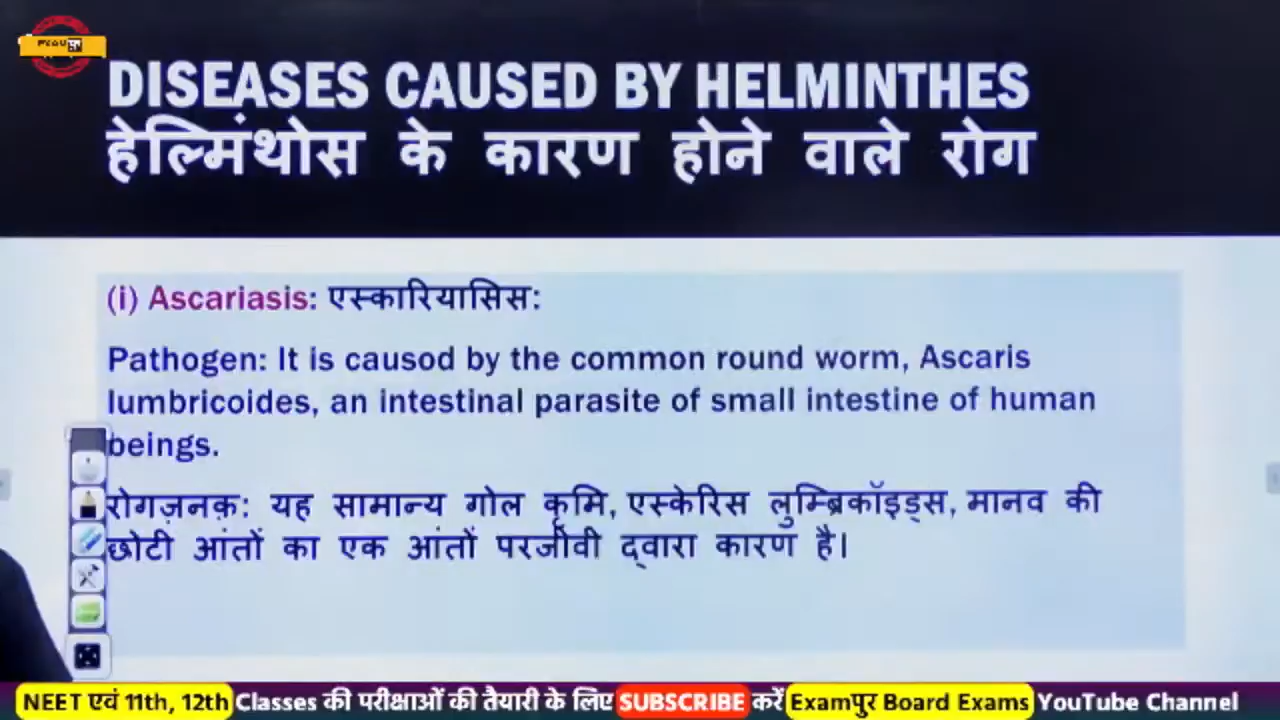 DISEASES CAUSED BY HELMINTHES
हेल्मिंथोस के कारण होने वाले रोग
(i) Ascariasis: एस्कारियासिस:
Pathogen: It is causod by the common round worm, Ascaris
lumbricoides, an intestinal parasite of small intestine of human
beings.
रोगज़नक़: यह सामान्य गोल कृमि, एस्केरिस लुम्ब्रिकॉइड्स, मानव की
छोटी आंतों का एक आंतों परजीवी द्वारा कारण है।
NEET एवं 11th, 12th Classes की परीक्षाओं की तैयारी के लिए SUBSCRIBE करें Examपुर Board Exams YouTube Channel